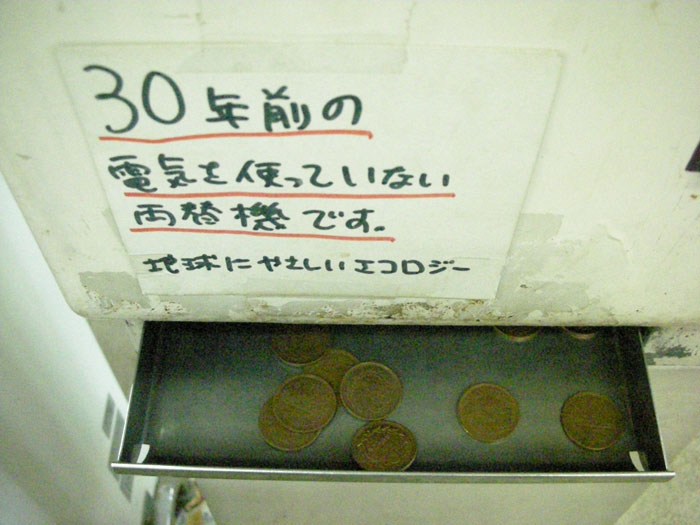 30年前の
電気を使っていない
両替機です。
地球にやさしいエコロジー